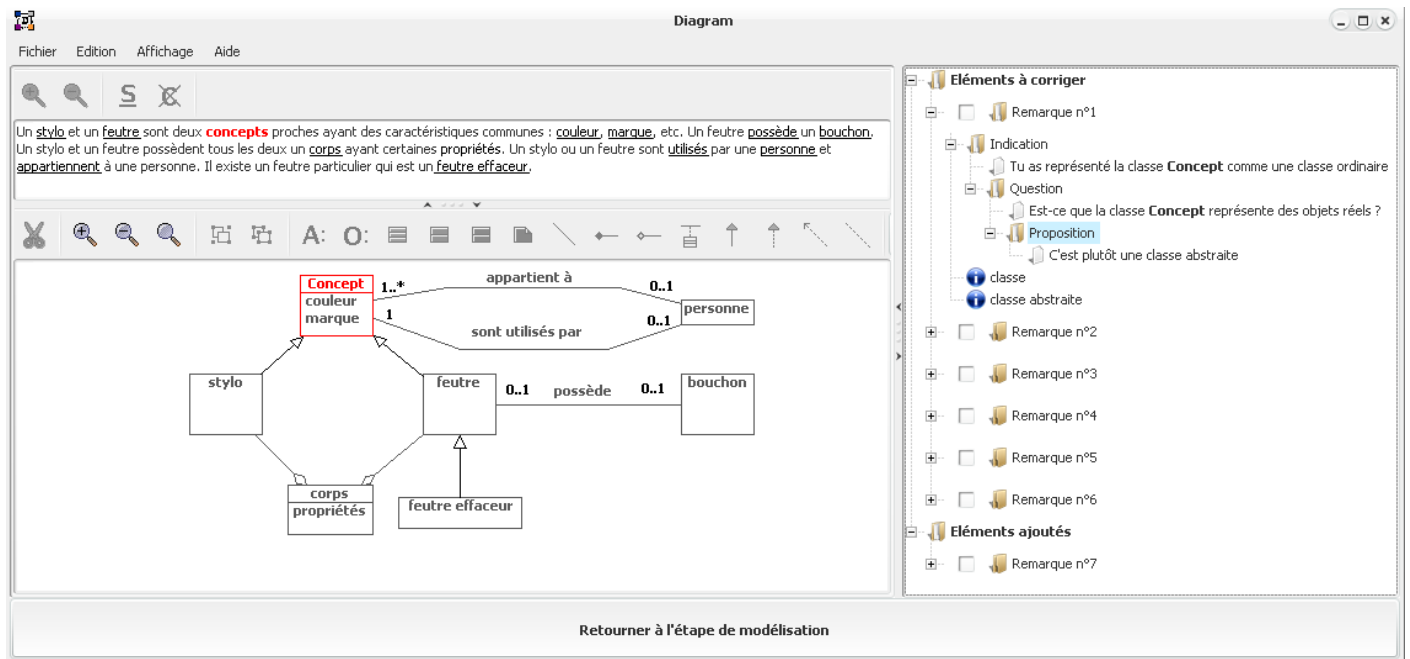 Diagram
Fichier Edition Affichage Aide
S C
Un stylo et un feutre sont deux concepts proches ayant des caractéristiques communes : couleur, marque, etc. Un feutre possède un bouchon.
Un stylo et un feutre possèdent tous les deux un corps ayant certaines propriétés. Un stylo ou un feutre sont utilisés par une personne et
appartiennent à une personne. Il existe un feutre particulier qui est un feutre effaceur.
A: O:
Concept
couleur
marque
1..*
appartient à
0..1
1
sont utilisés par
0..1
personne
stylo
feutre
0..1
possède
0..1
bouchon
corps
propriétés
feutre effaceur
Eléments à corriger
Remarque n°1
Indication
Tu as représenté la classe Concept comme une classe ordinaire
Question
Est-ce que la classe Concept représente des objets réels ?
Proposition
C'est plutôt une classe abstraite
classe
classe abstraite
Remarque n°2
Remarque n°3
Remarque n°4
Remarque n°5
Remarque n°6
Eléments ajoutés
Remarque n°7
Retourner à l'étape de modélisation